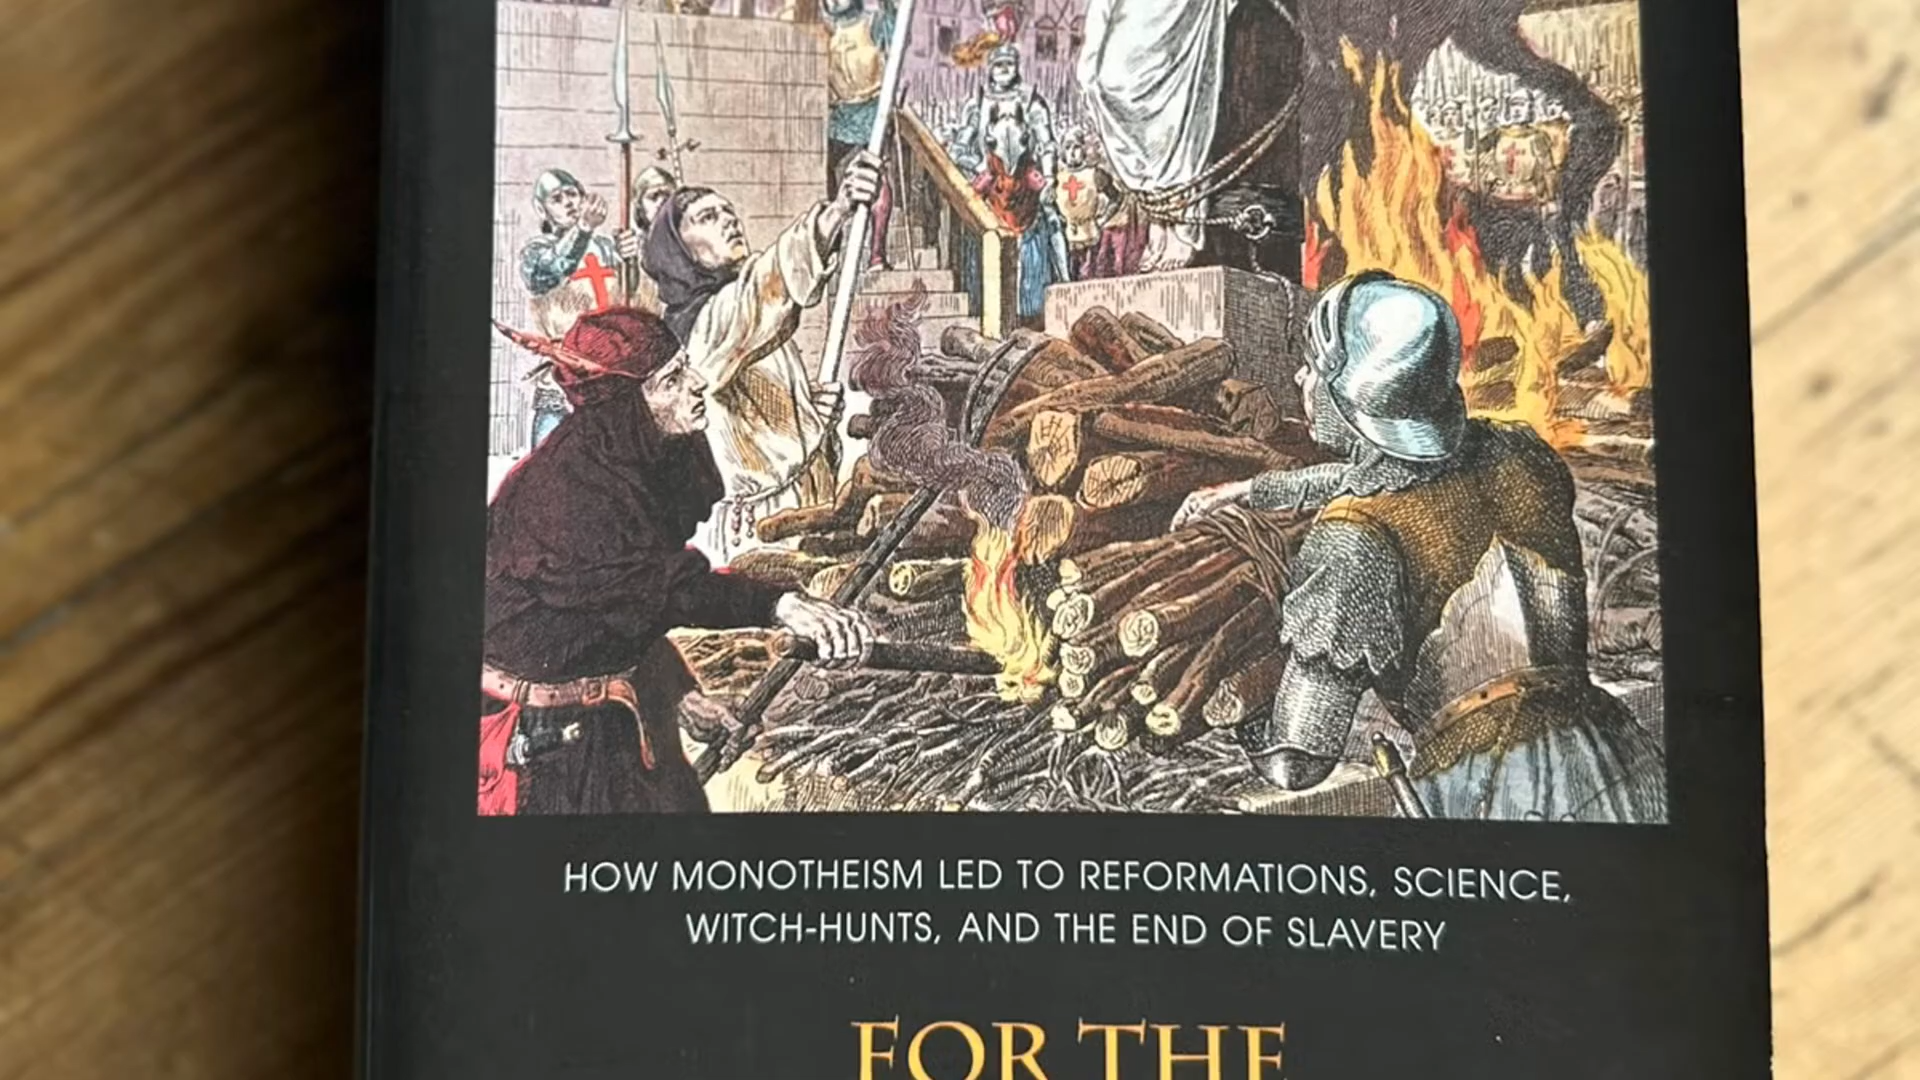 HOW MONOTHEISM LED TO REFORMATIONS, SCIENCE,
WITCH-HUNTS, AND THE END OF SLAVERY
FOR THE